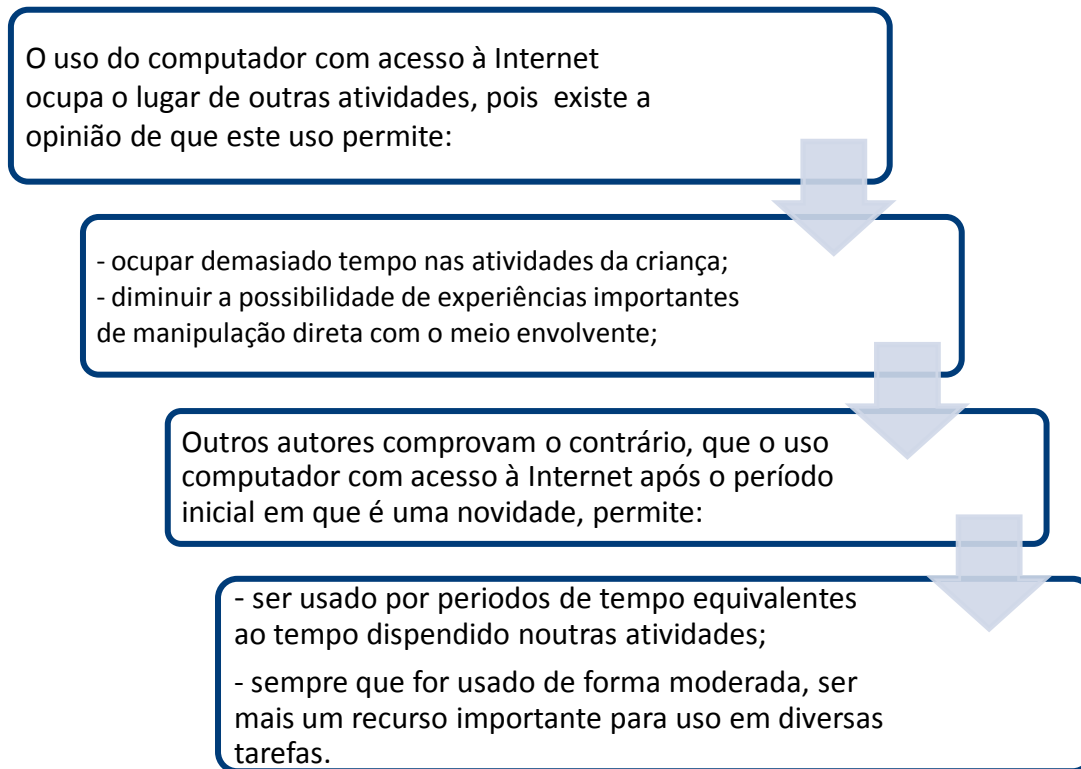 O uso do computador com acesso à Internet
ocupa o lugar de outras atividades, pois existe a
opinião de que este uso permite:
- ocupar demasiado tempo nas atividades da criança;
- diminuir a possibilidade de experiências importantes
de manipulação direta com o meio envolvente;
Outros autores comprovam o contrário, que o uso
computador com acesso à Internet após o período
inicial em que é uma novidade, permite:
- ser usado por periodos de tempo equivalentes
ao tempo dispendido noutras atividades;
- sempre que for usado de forma moderada, ser
mais um recurso importante para uso em diversas
tarefas.